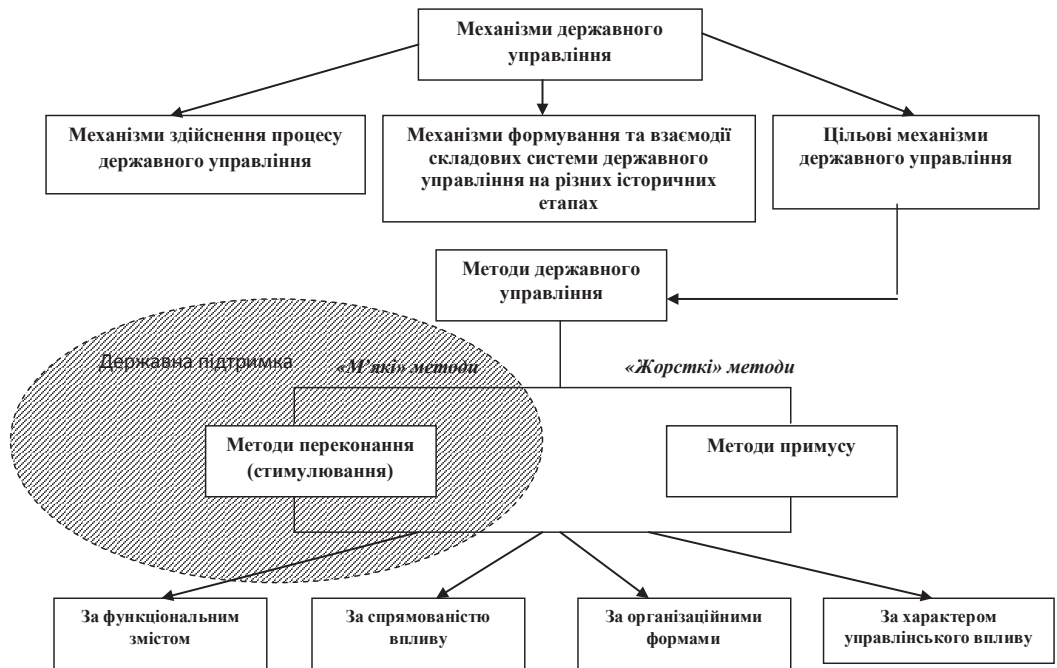 Механізми державного
управління
Механізми здійснення процесу
державного управління
Механізми формування та взаємодії
складових системи державного
управління на різних історичних
етапах
Цільові механізми
державного управління
Методи державного
управління
Державна підтримка
«М’які» методи
«Жорсткі» методи
Методи переконання
(стимулювання)
Методи примусу
За функціональним
змістом
За спрямованістю
впливу
За організаційними
формами
За характером
управлінського впливу